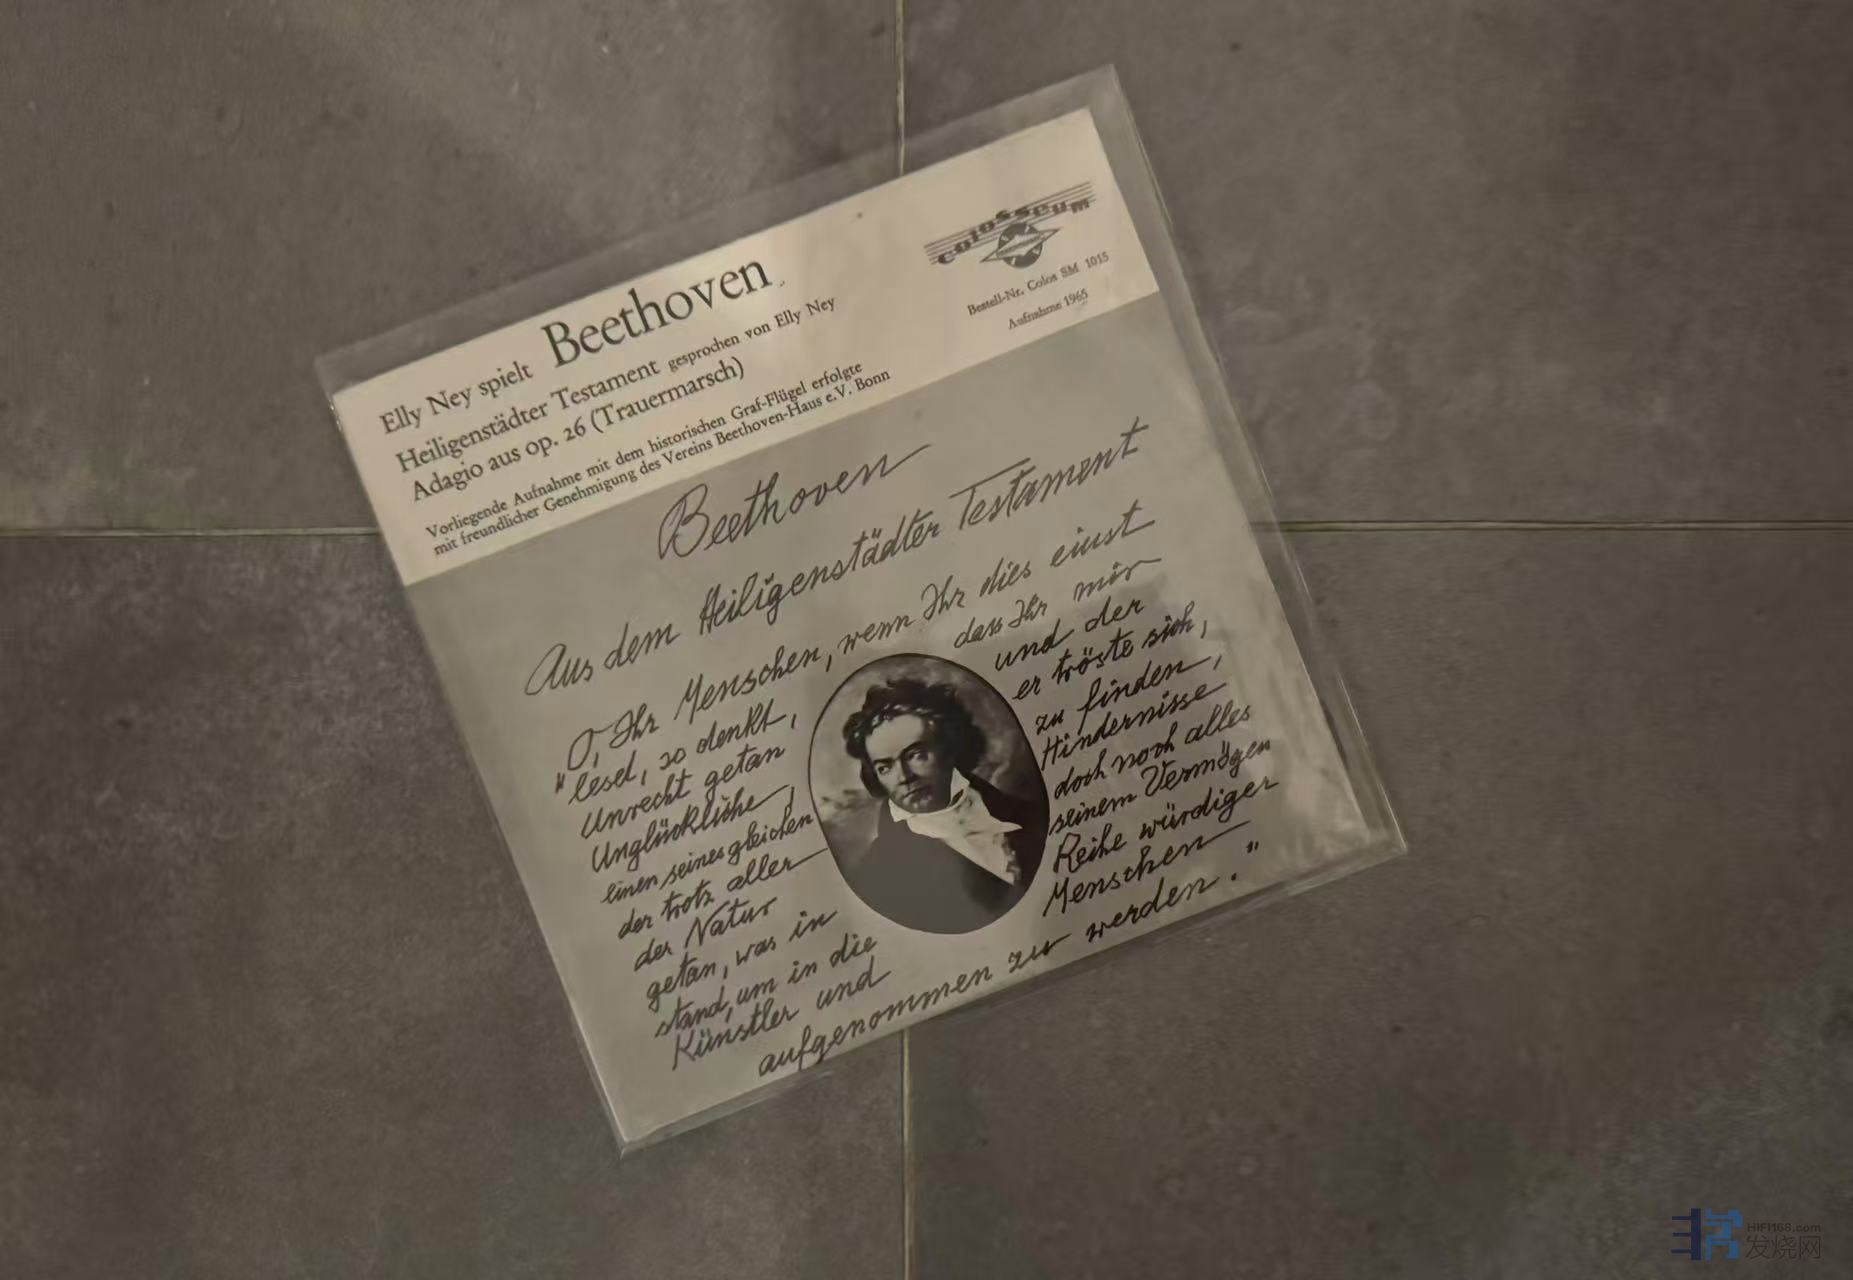 Elly Ney spielt Beethoven
Heiligenstädter Testament gesprochen von Elly Ney
Adagio aus op. 26 (Trauermarsch)
Vorliegende Aufnahme mit dem historischen Graf-Flügel erfolgte
mit freundlicher Genehmigung des Vereins Beethoven-Haus e.V. Bonn
colosseum
Bestell-Nr. Colos SM 1015
Aufnahme 1965
Beethoven
Aus dem Heiligenstädter Testament
"O, Ihr Menschen, wenn Ihr dies einst
lesed, so denkt, dass Ihr mir
Unrecht getan, und der
Unglückliche, er tröste sich,
einen seinesgleichen zu finden,
der trotz aller Hindernisse
der Natur doch noch alles
getan, was in seinem Vermögen
stand, um in die Reihe würdiger
Künstler und Menschen
aufgenommen zu werden."
HIFI168.com
发烧网